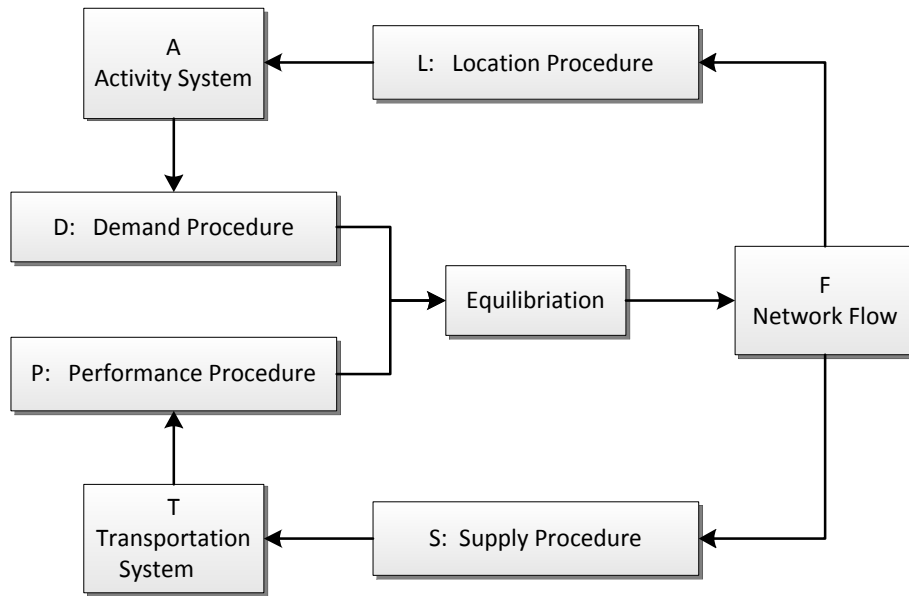 A
Activity System
L: Location Procedure
D: Demand Procedure
Equilibriation
F
Network Flow
P: Performance Procedure
T
Transportation
System
S: Supply Procedure